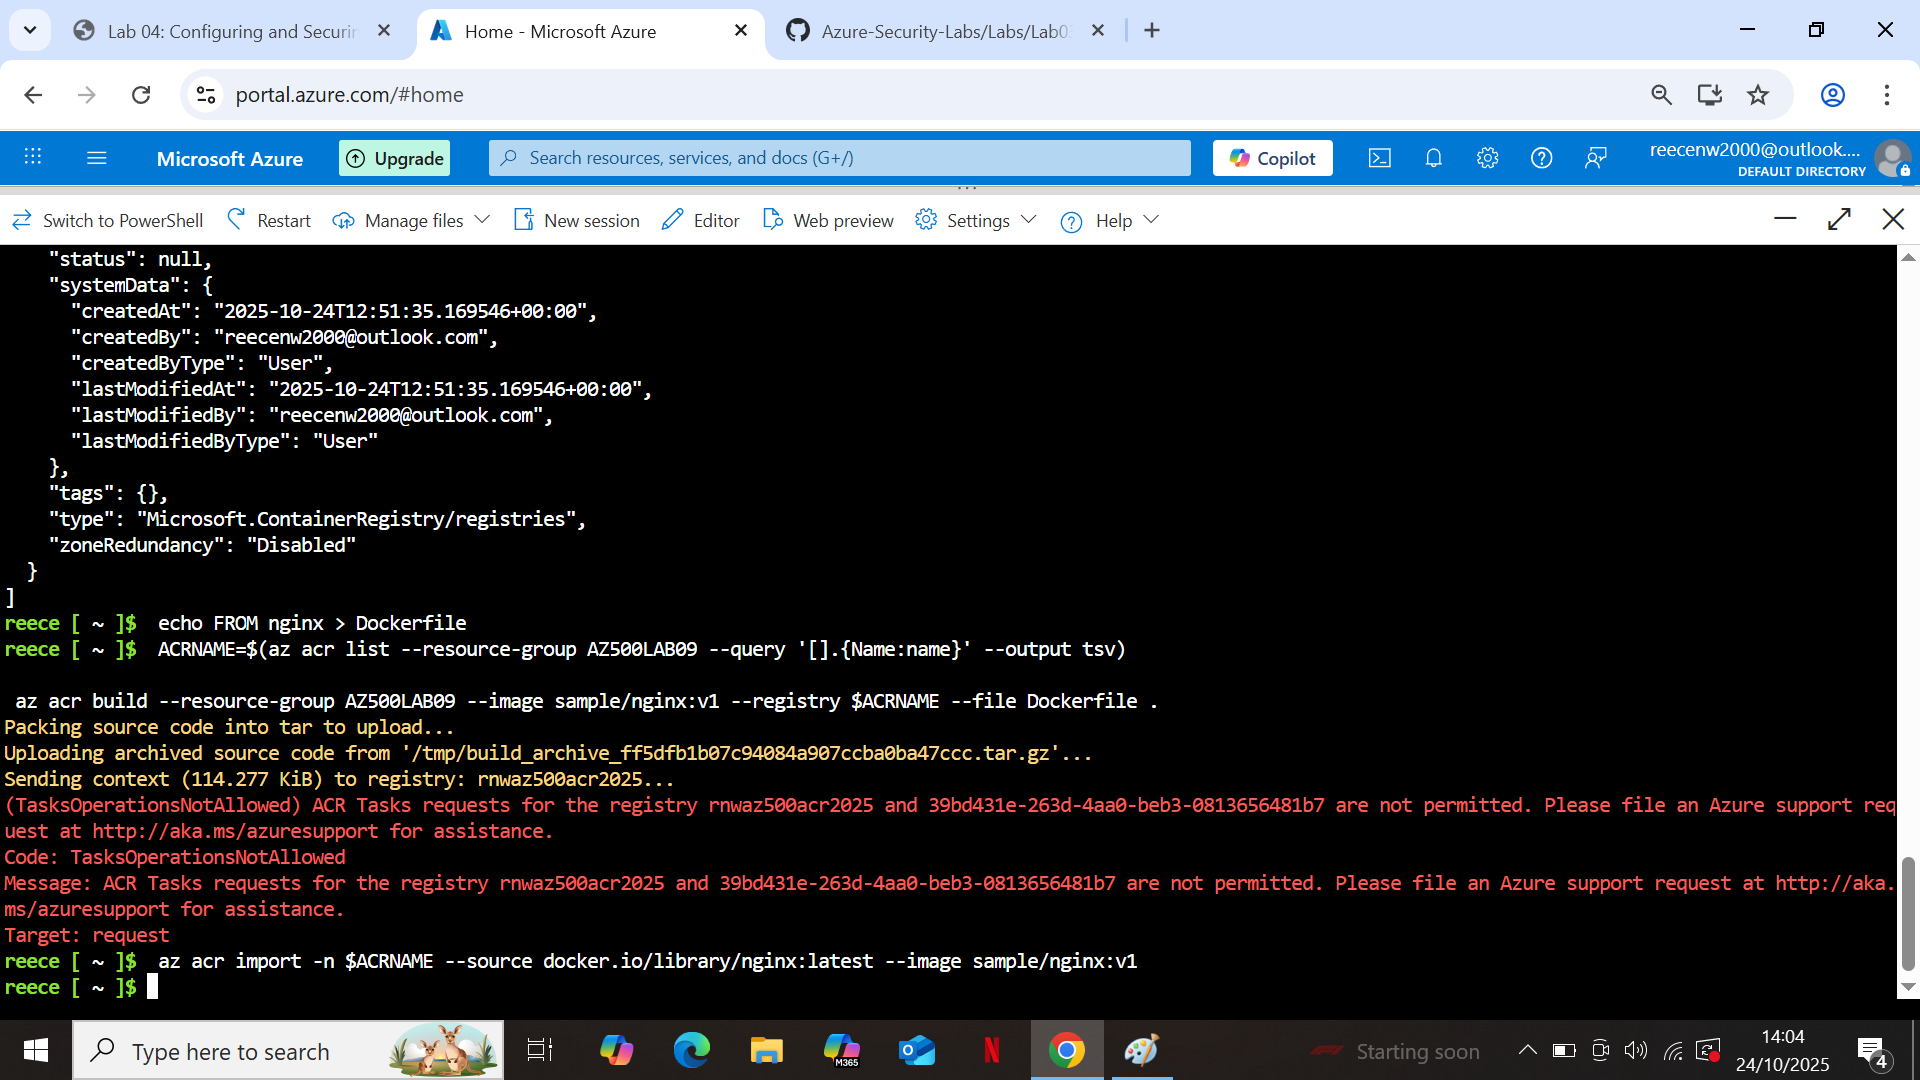 Lab 04: Configuring and Securin
Home - Microsoft Azure
Azure-Security-Labs/Labs/Lab03
portal.azure.com/#home
Microsoft Azure
Upgrade
Search resources, services, and docs (G+/)
Copilot
reecenw2000@outlook....
DEFAULT DIRECTORY
Switch to PowerShell
Restart
Manage files
New session
Editor
Web preview
Settings
Help
"status": null,
"systemData": {
"createdAt": "2025-10-24T12:51:35.169546+00:00",
"createdBy": "reecenw2000@outlook.com",
"createdByType": "User",
"lastModifiedAt": "2025-10-24T12:51:35.169546+00:00",
"lastModifiedBy": "reecenw2000@outlook.com",
"lastModifiedByType": "User"
},
"tags": {},
"type": "Microsoft.ContainerRegistry/registries",
"zoneRedundancy": "Disabled"
}
]
reece [ ~ ]$  echo FROM nginx > Dockerfile
reece [ ~ ]$  ACRNAME=$(az acr list --resource-group AZ500LAB09 --query '[].{Name:name}' --output tsv)
az acr build --resource-group AZ500LAB09 --image sample/nginx:v1 --registry $ACRNAME --file Dockerfile .
Packing source code into tar to upload...
Uploading archived source code from '/tmp/build_archive_ff5dfb1b07c94084a907ccba0ba47ccc.tar.gz'...
Sending context (114.277 KiB) to registry: rnwaz500acr2025...
(TasksOperationsNotAllowed) ACR Tasks requests for the registry rnwaz500acr2025 and 39bd431e-263d-4aa0-beb3-0813656481b7 are not permitted. Please file an Azure support req
uest at http://aka.ms/azuresupport for assistance.
Code: TasksOperationsNotAllowed
Message: ACR Tasks requests for the registry rnwaz500acr2025 and 39bd431e-263d-4aa0-beb3-0813656481b7 are not permitted. Please file an Azure support request at http://aka.
ms/azuresupport for assistance.
Target: request
reece [ ~ ]$  az acr import -n $ACRNAME --source docker.io/library/nginx:latest --image sample/nginx:v1
reece [ ~ ]$
Type here to search
M365
N
Starting soon
14:04
24/10/2025
4